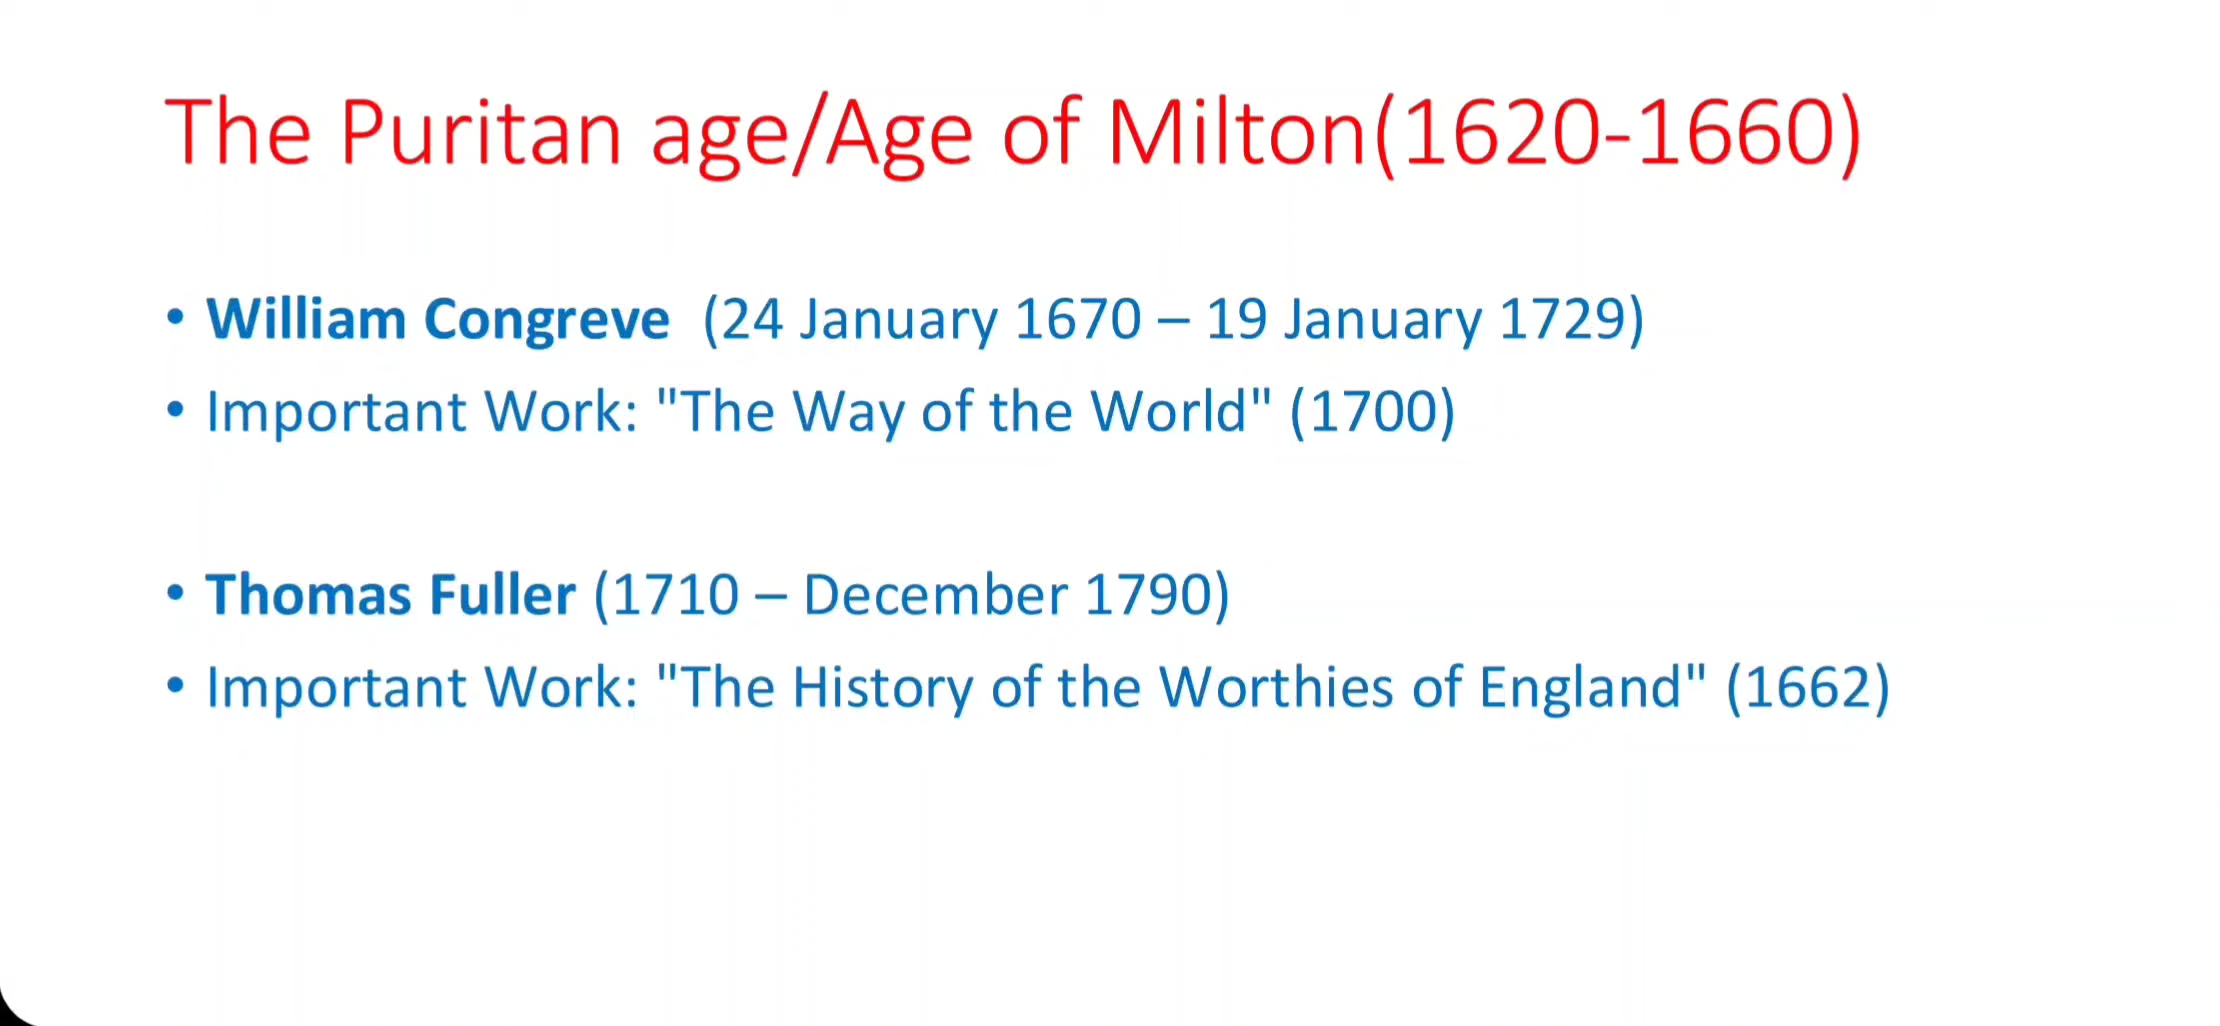 The Puritan age/Age of Milton(1620-1660)
• William Congreve (24 January 1670 – 19 January 1729)
• Important Work: "The Way of the World" (1700)
• Thomas Fuller (1710 – December 1790)
• Important Work: "The History of the Worthies of England" (1662)